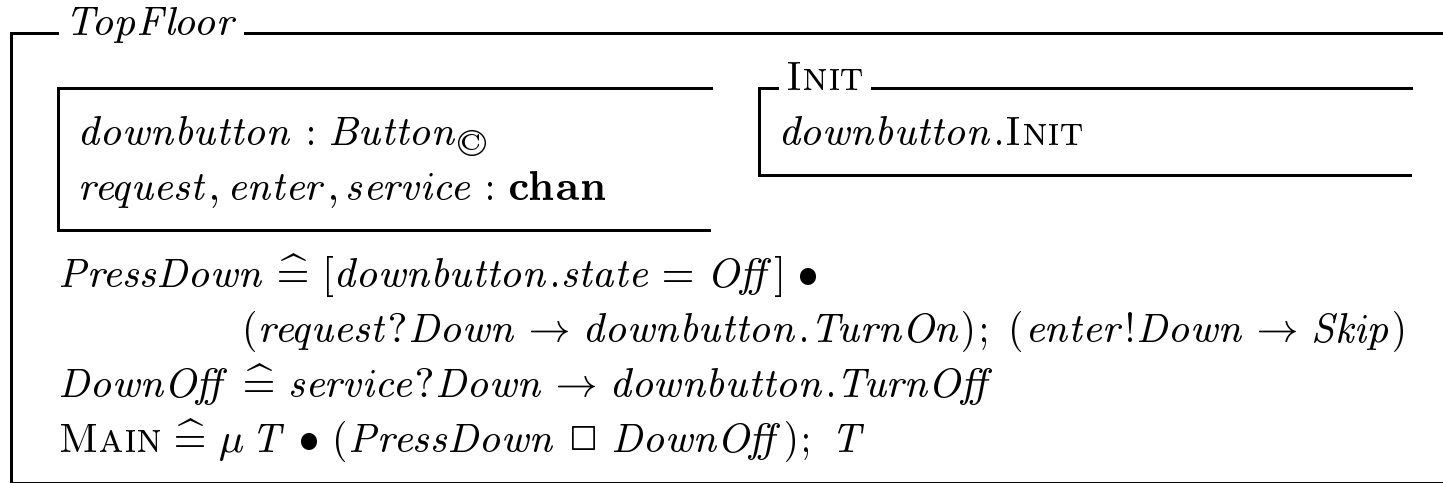 TopFloor
INIT
downbutton : Button©
downbutton.INIT
request, enter, service : chan
PressDown ≙ [downbutton.state = Off] •
(request?Down → downbutton.TurnOn); (enter!Down → Skip)
DownOff ≙ service?Down → downbutton.TurnOff
MAIN ≙ μ T • (PressDown □ DownOff); T